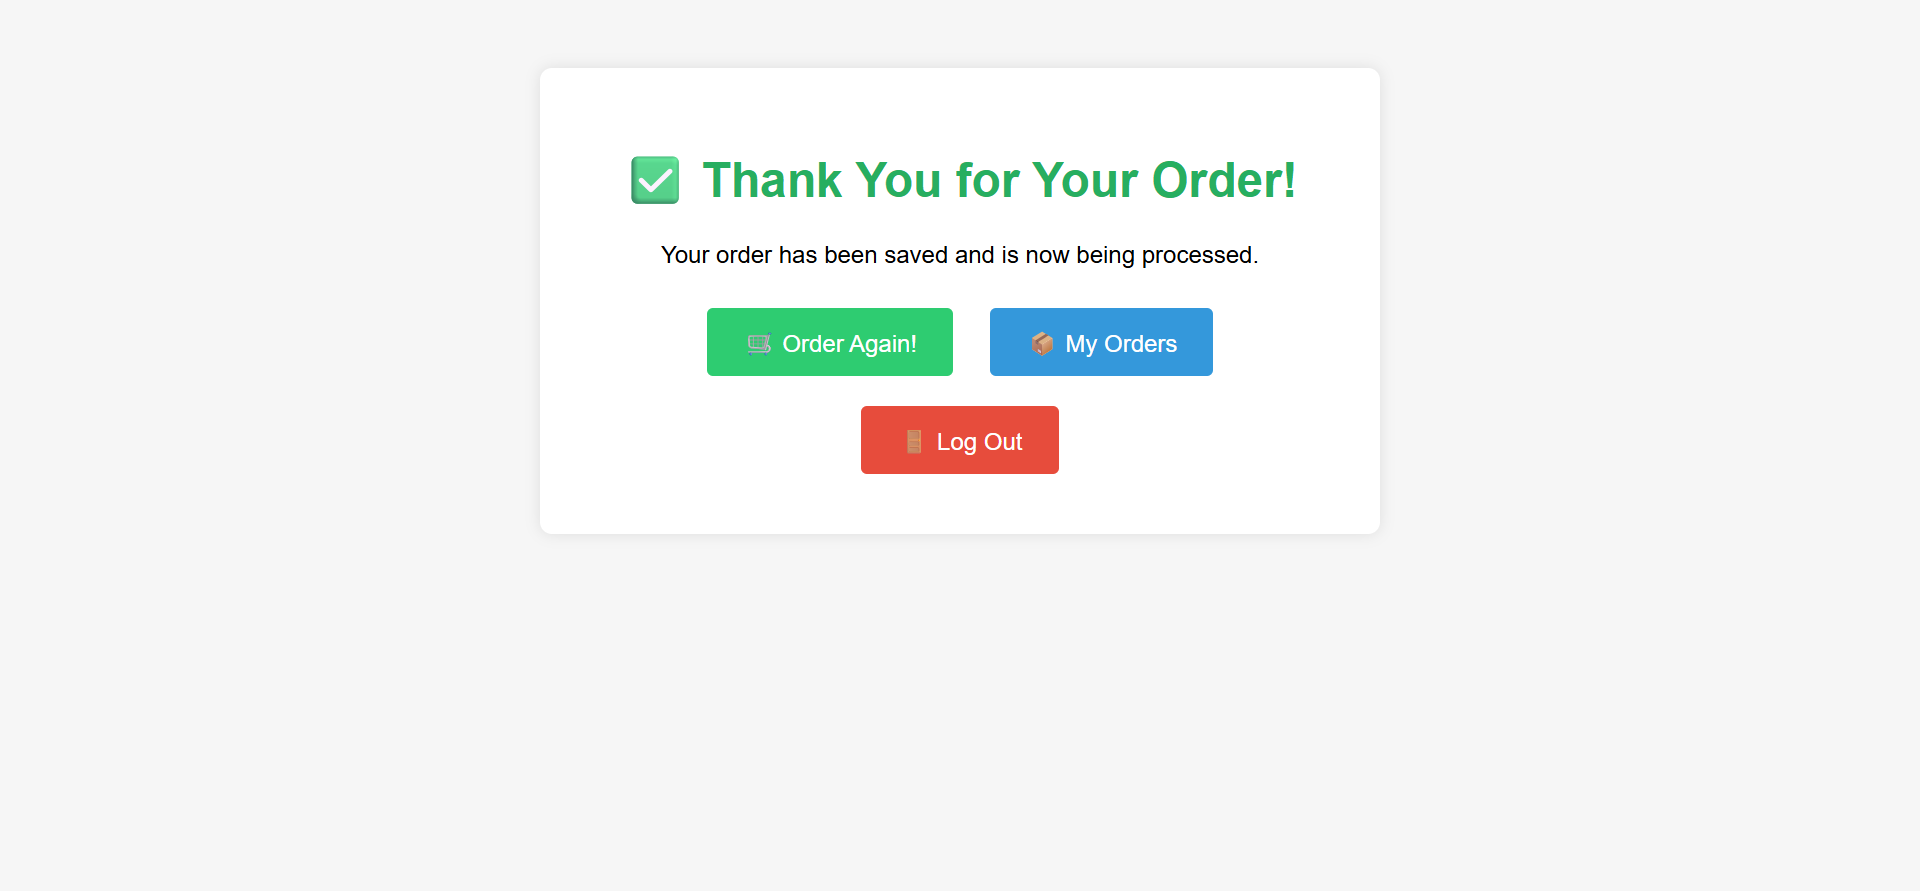 ✅ Thank You for Your Order!
Your order has been saved and is now being processed.
🛒 Order Again!
📦 My Orders
🚪 Log Out